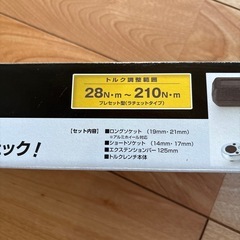 トルク調整範囲
28N・m～210N・m
プレセット型(ラチェットタイプ)
【セット内容】■ロングソケット (19mm・21mm)
※アルミホイール対応
■ショートソケット (14mm・17mm)
■エクステンションバー 125mm
■トルクレンチ本体
ック!